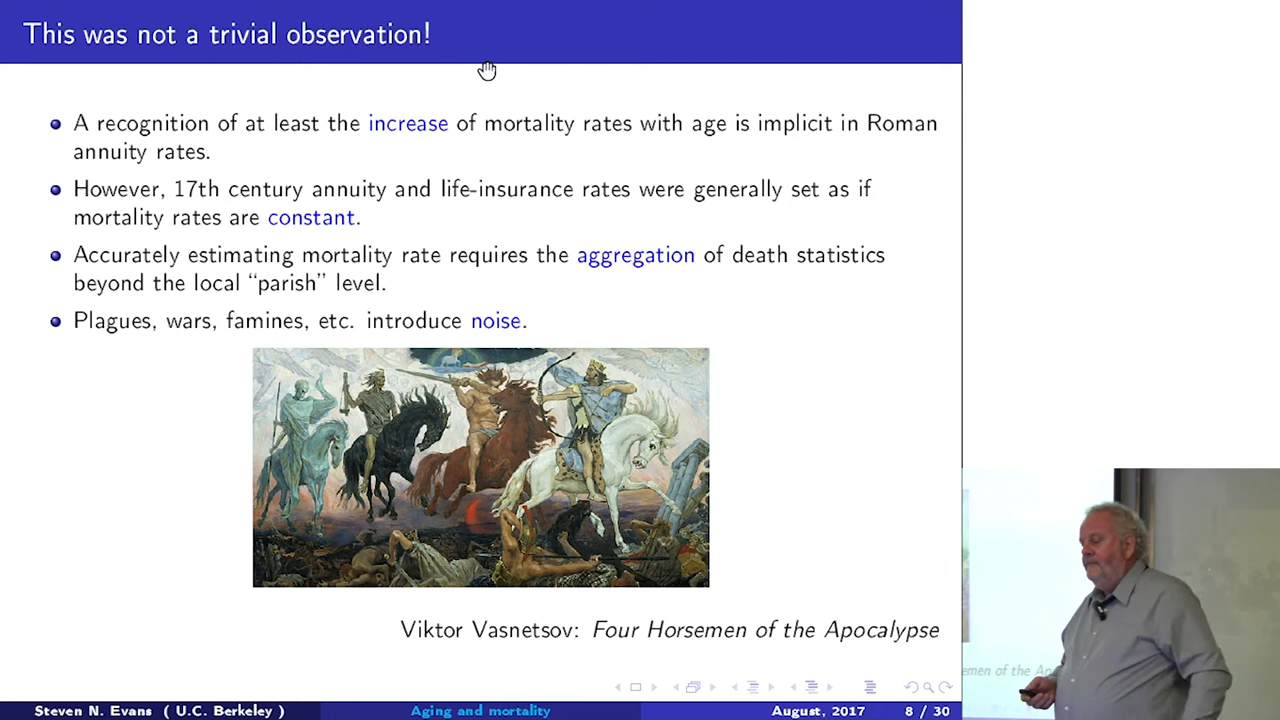 This was not a trivial observation!
A recognition of at least the increase of mortality rates with age is implicit in Roman
annuity rates.
However, 17th century annuity and life-insurance rates were generally set as if
mortality rates are constant.
Accurately estimating mortality rate requires the aggregation of death statistics
beyond the local “parish” level.
Plagues, wars, famines, etc. introduce noise.
Viktor Vasnetsov: Four Horsemen of the Apocalypse
emen of the Apo
Steven N. Evans ( U.C. Berkeley ) Aging and mortality August, 2017 8 / 30